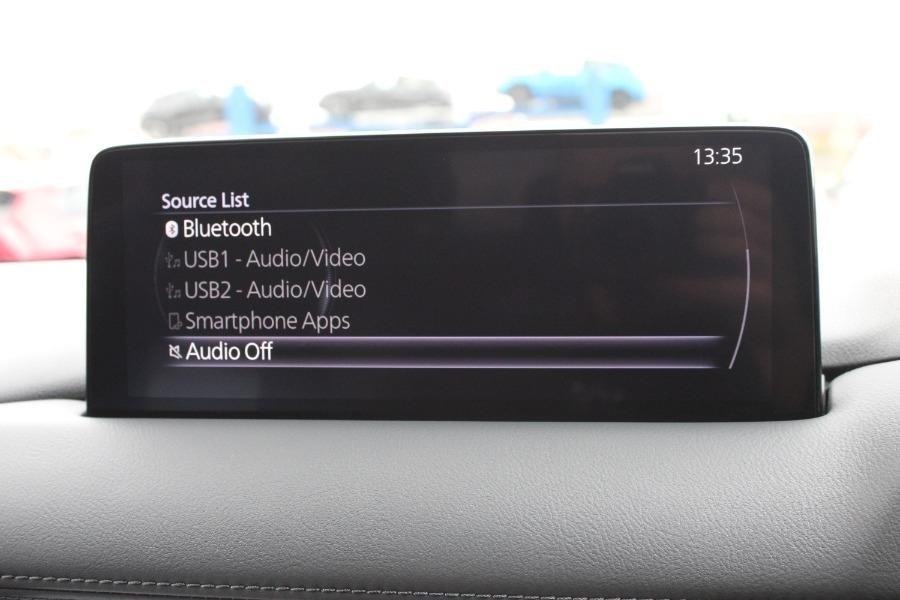 13:35
Source List
Bluetooth
USB1 - Audio/Video
USB2 - Audio/Video
Smartphone Apps
Audio Off